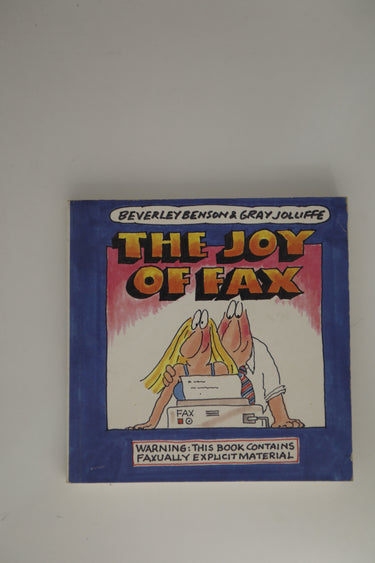 BEVERLEY BENSON & GRAY JOLLIFFE
THE JOY
OF FAX
FAX
WARNING: THIS BOOK CONTAINS
FAXUALLY EXPLICIT MATERIAL